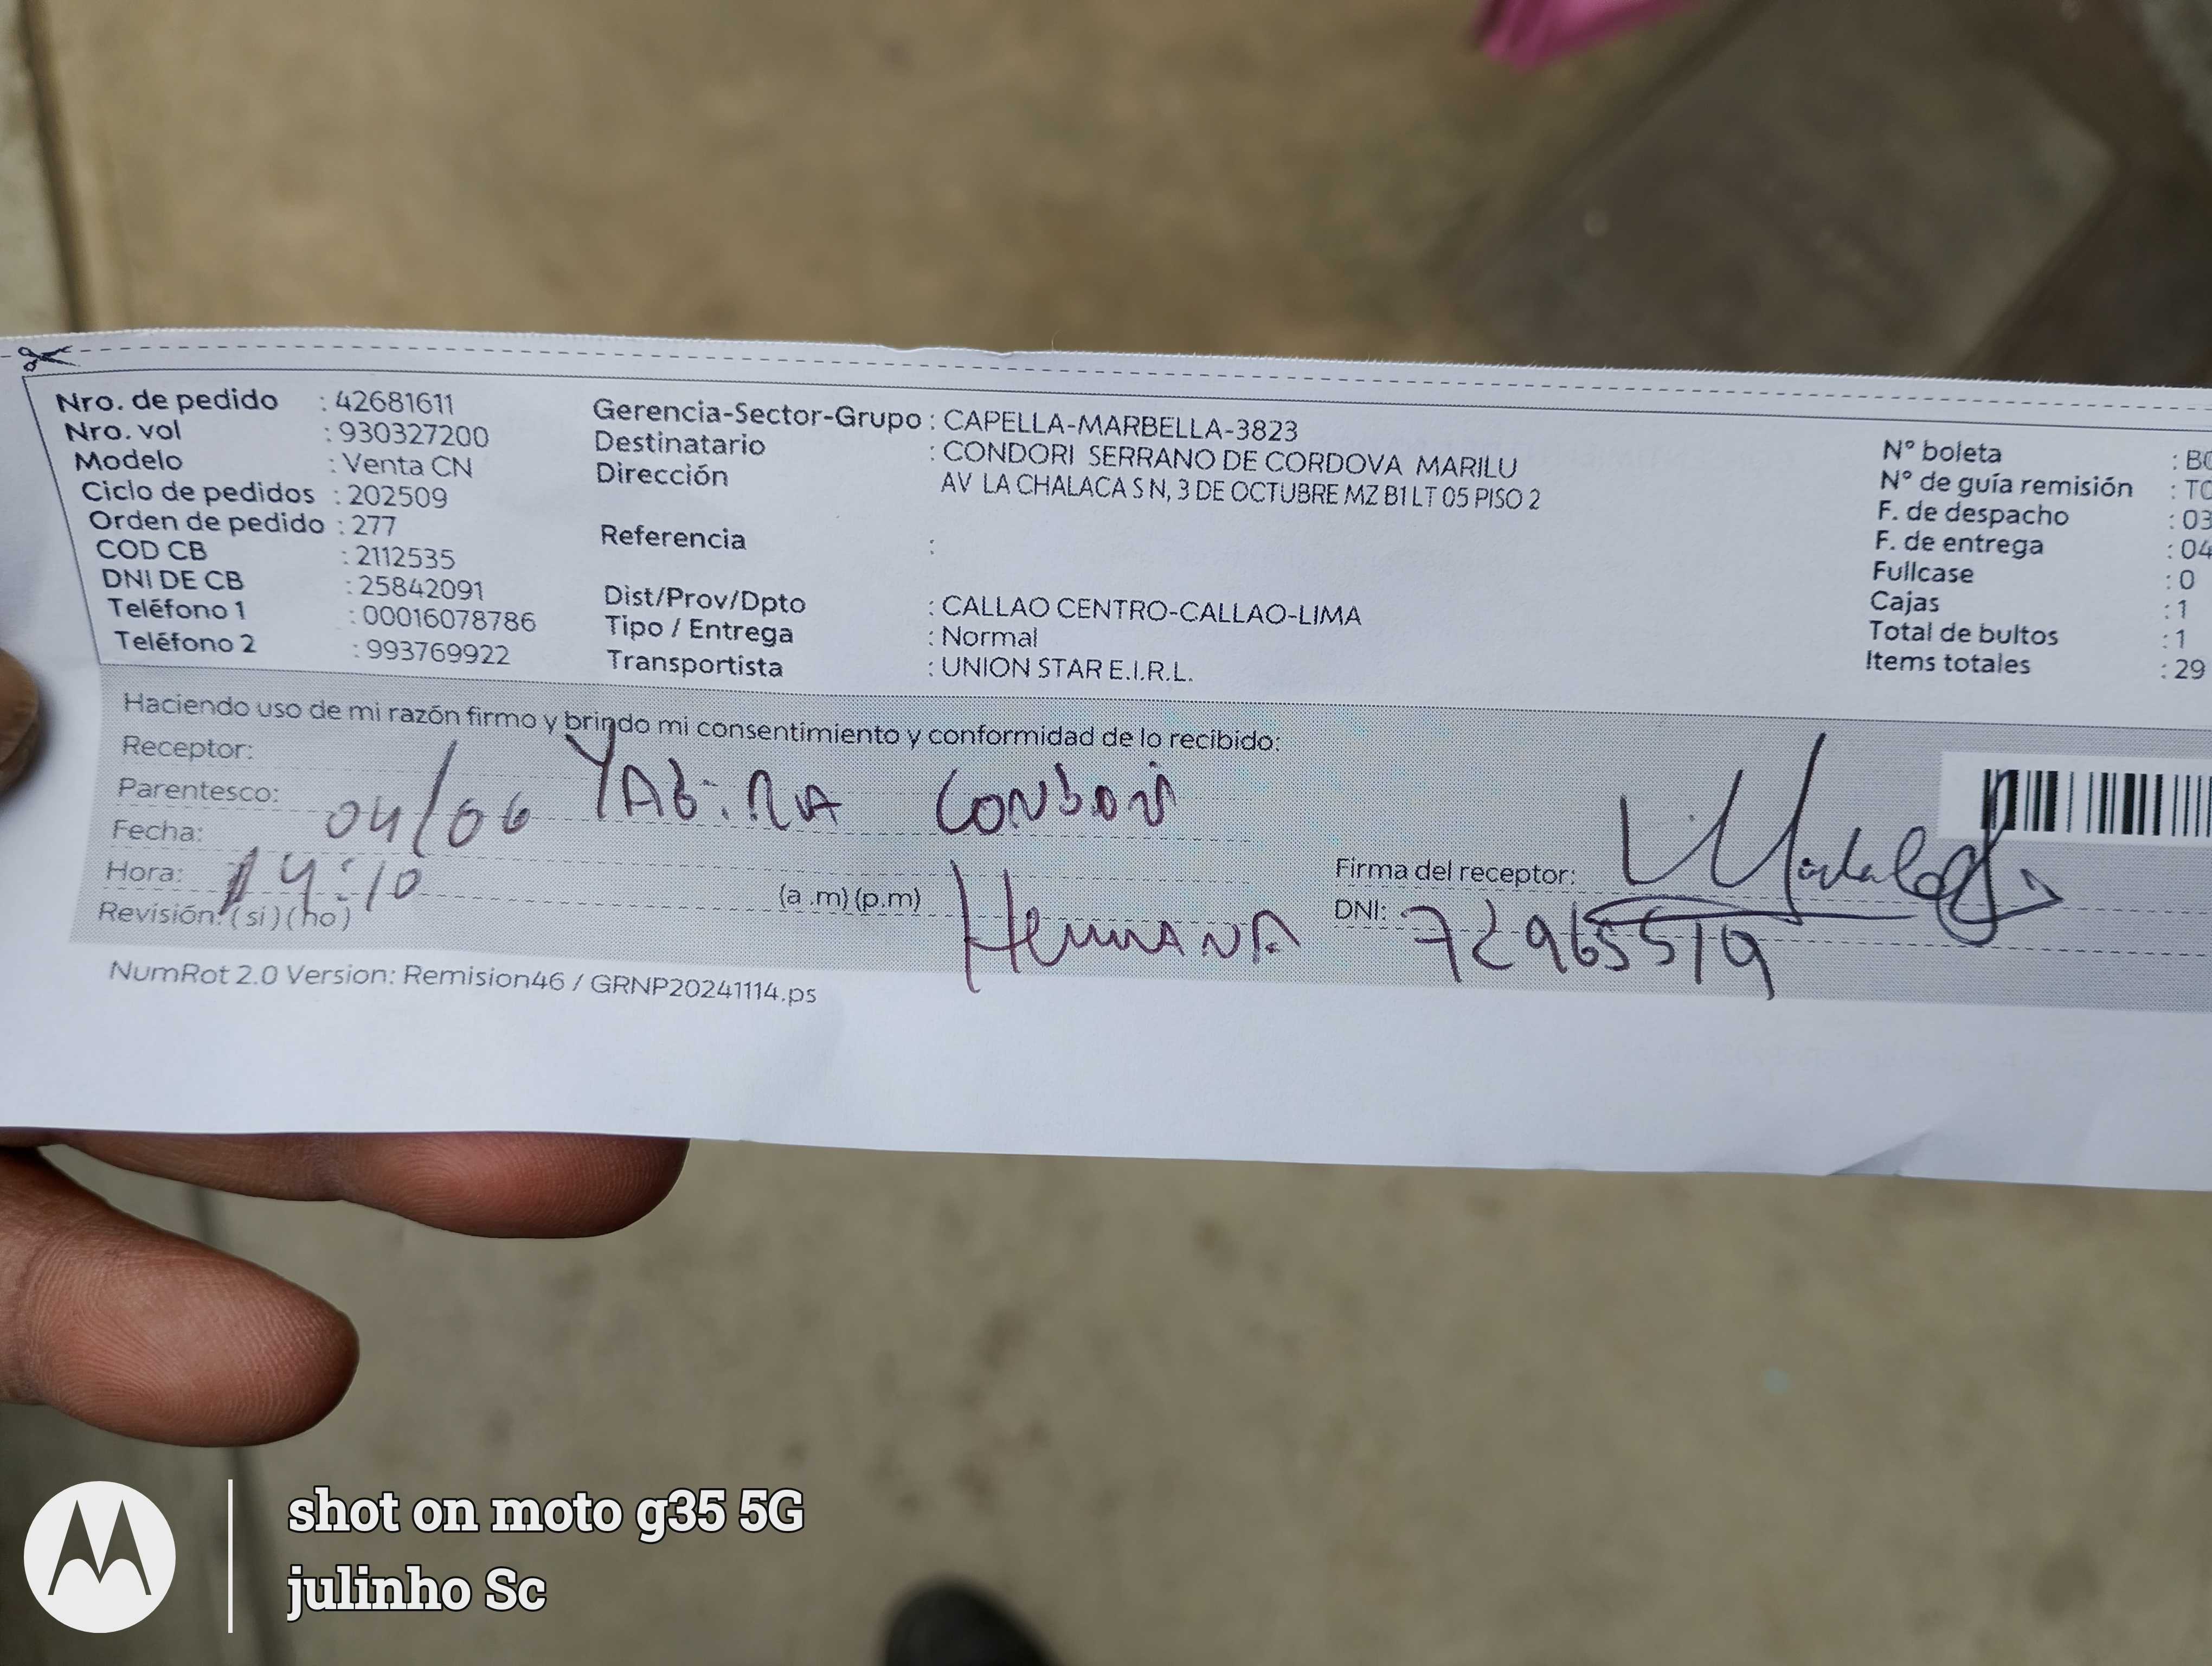 Nro. de pedido : 42681611
Nro. vol : 930327200
Modelo : Venta CN
Ciclo de pedidos : 202509
Orden de pedido : 277
COD CB : 2112535
DNI DE CB : 25842091
Teléfono 1 : 00016078786
Teléfono 2 : 993769922
Gerencia-Sector-Grupo : CAPELLA-MARBELLA-3823
Destinatario : CONDORI SERRANO DE CORDOVA MARILU
Dirección AV LA CHALACA S N, 3 DE OCTUBRE MZ B1 LT 05 PISO 2
Referencia :
Dist/Prov/Dpto : CALLAO CENTRO-CALLAO-LIMA
Tipo / Entrega : Normal
Transportista : UNION STAR E.I.R.L.
N° boleta :
N° de guía remisión :
F. de despacho : 03
F. de entrega : 04
Fullcase : 0
Cajas : 1
Total de bultos : 1
Items totales : 29
Haciendo uso de mi razón firmo y brindo mi consentimiento y conformidad de lo recibido:
Receptor:
Parentesco: CONDORI
Fecha: 04/06
Hora: 14:10 (a .m) (p.m) HERMANA
Revisión: ( si ) ( no )
Firma del receptor:
DNI: 72965519
NumRot 2.0 Version: Remision46 / GRNP20241114.ps
shot on moto g35 5G
julinho Sc